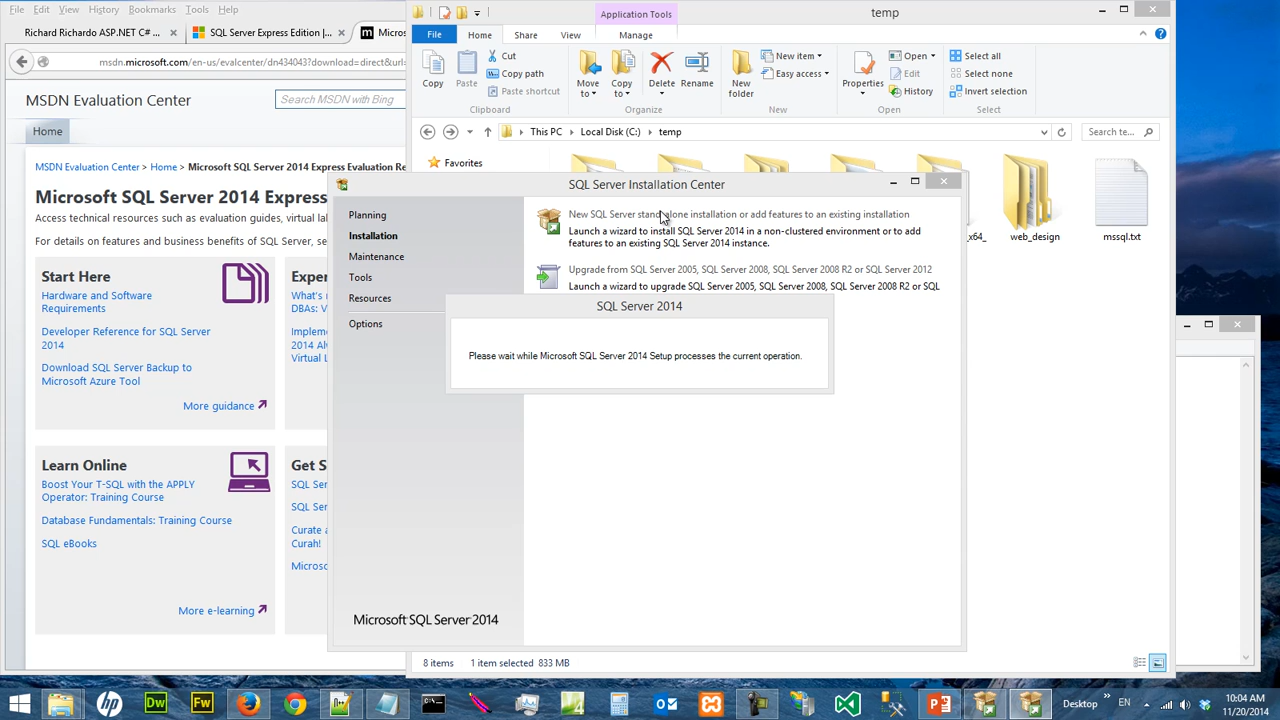 File Edit View History Bookmarks Tools Help
Richard Richardo ASP.NET C# ... × SQL Server Express Edition | ... × Micros
msdn.microsoft.com/en-us/evalcenter/dn434043?download=direct&url=
MSDN Evaluation Center
Search MSDN with Bing
Home
MSDN Evaluation Center > Home > Microsoft SQL Server 2014 Express Evaluation Re
Microsoft SQL Server 2014 Express
Access technical resources such as evaluation guides, virtual lab
For details on features and business benefits of SQL Server Expre
Start Here
Hardware and Software
Requirements
Developer Reference for SQL Server
2014
Download SQL Server Backup to
Microsoft Azure Tool
More guidance
Exper
What's n
DBAs: V
Impleme
2014 Alv
Virtual L
Learn Online
Boost Your T-SQL with the APPLY
Operator: Training Course
Database Fundamentals: Training Course
SQL eBooks
More e-learning
Get S
SQL Ser
SQL Ser
Curate a
Curah!
Microso
Application Tools
temp
File Home Share View Manage
Copy
Paste
Cut
Copy path
Paste shortcut
Clipboard
Move to
Copy to
Delete
Rename
Organize
New folder
New item
Easy access
New
Properties
Open
Edit
History
Open
Select all
Select none
Invert selection
Select
This PC Local Disk (C:) temp
Search te...
Favorites
_x64_
web_design
mssql.txt
8 items 1 item selected 833 MB
SQL Server Installation Center
Planning
Installation
Maintenance
Tools
Resources
Options
New SQL Server stand-alone installation or add features to an existing installation
Launch a wizard to install SQL Server 2014 in a non-clustered environment or to add
features to an existing SQL Server 2014 instance.
Upgrade from SQL Server 2005, SQL Server 2008, SQL Server 2008 R2 or SQL Server 2012
Launch a wizard to upgrade SQL Server 2005, SQL Server 2008, SQL Server 2008 R2 or SQL
SQL Server 2014
Please wait while Microsoft SQL Server 2014 Setup processes the current operation.
Microsoft SQL Server 2014
Dw Fw Desktop » EN 10:04 AM
11/20/2014